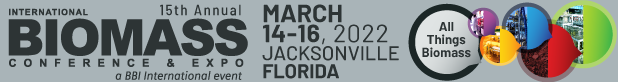 INTERNATIONAL 15th Annual
BIOMASS
CONFERENCE & EXPO
a BBI International event
MARCH
14-16, 2022
JACKSONVILLE
FLORIDA
All
Things
Biomass